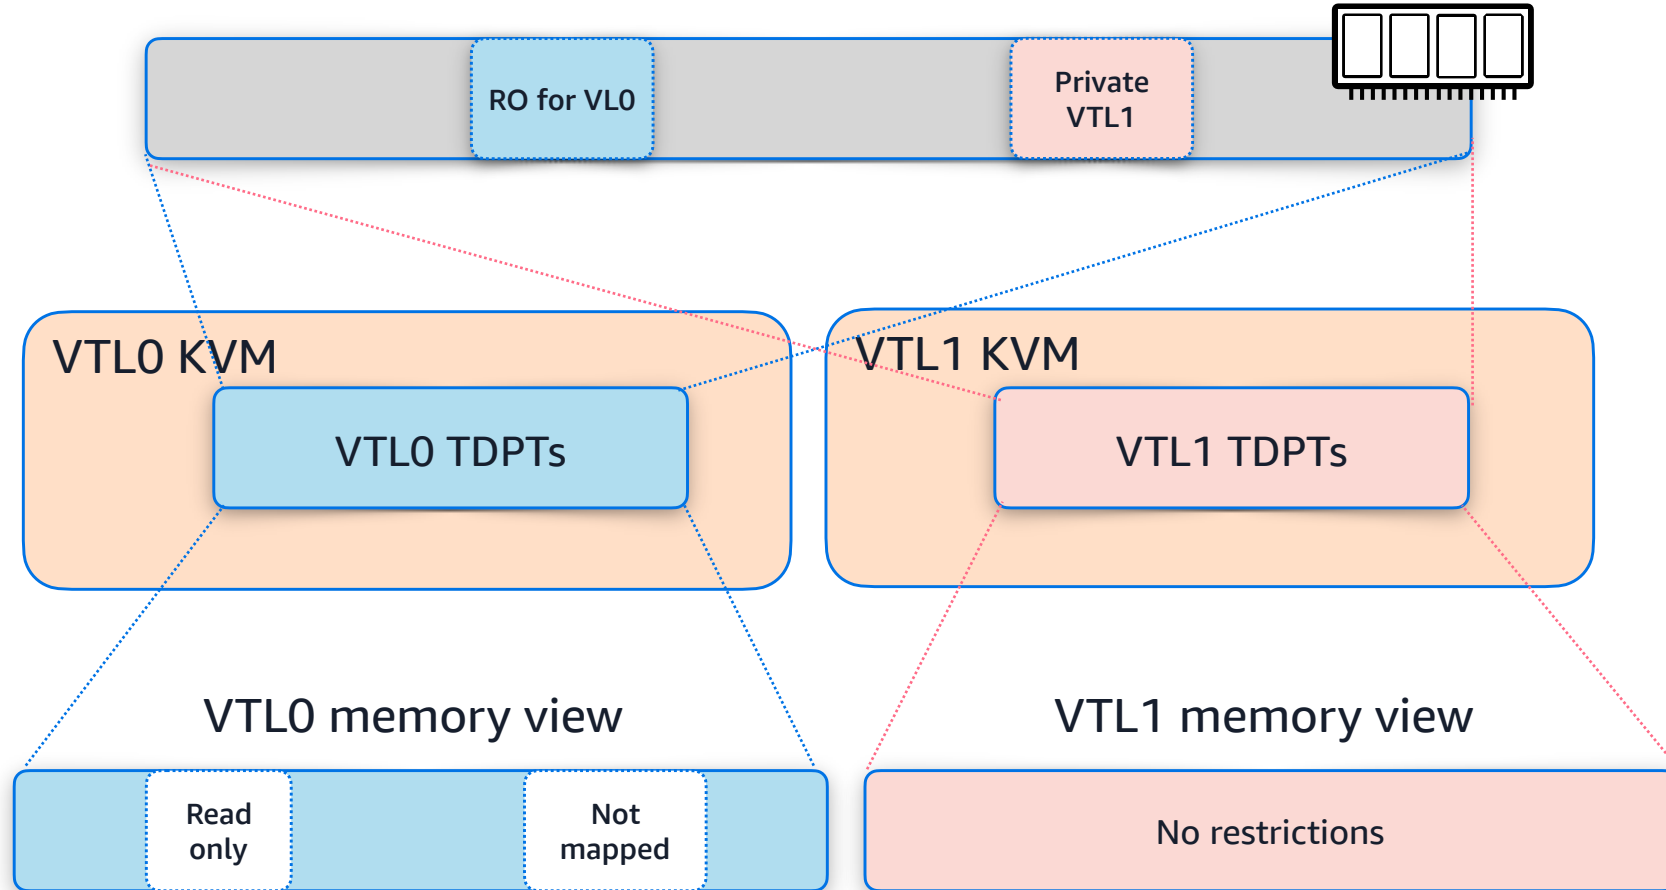 RO for VL0
Private
VTL1
VTL0 KVM
VTL1 KVM
VTL0 TDPTs
VTL1 TDPTs
VTL0 memory view
VTL1 memory view
Read
only
Not
mapped
No restrictions